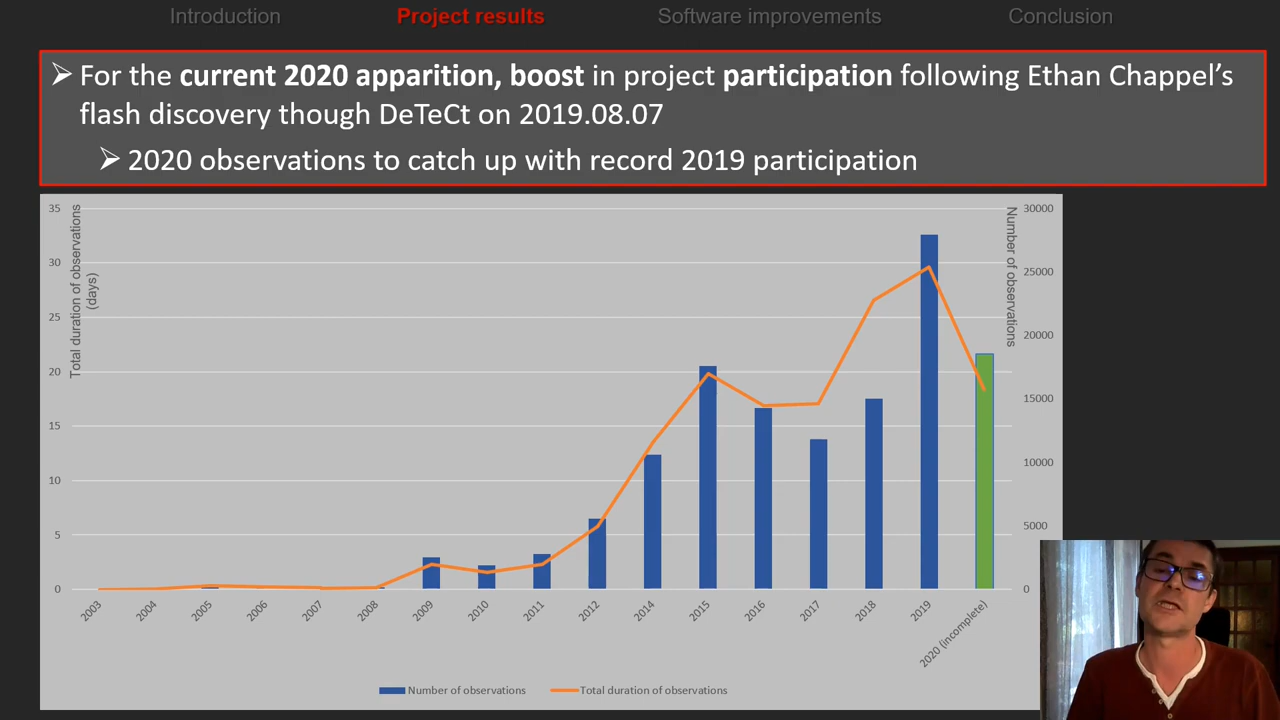 Introduction Project results Software improvements Conclusion
For the current 2020 apparition, boost in project participation following Ethan Chappel’s
flash discovery though DeTeCt on 2019.08.07
2020 observations to catch up with record 2019 participation
Total duration of observations
(days)
35
30
25
20
15
10
5
0
Number of observations
30000
25000
20000
15000
10000
5000
0
2003 2004 2005 2006 2007 2008 2009 2010 2011 2012 2014 2015 2016 2017 2018 2019 2020 (incomplete)
Number of observations Total duration of observations